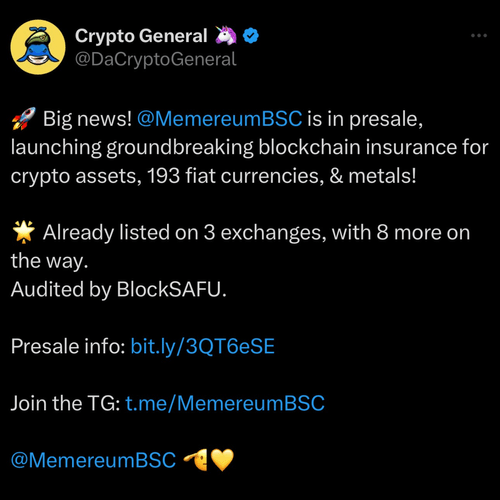 Crypto General 🦄
@DaCryptoGeneral
🚀 Big news! @MemereumBSC is in presale,
launching groundbreaking blockchain insurance for
crypto assets, 193 fiat currencies, & metals!
🌟 Already listed on 3 exchanges, with 8 more on
the way.
Audited by BlockSAFU.
Presale info: bit.ly/3QT6eSE
Join the TG: t.me/MemereumBSC
@MemereumBSC 🫡💛